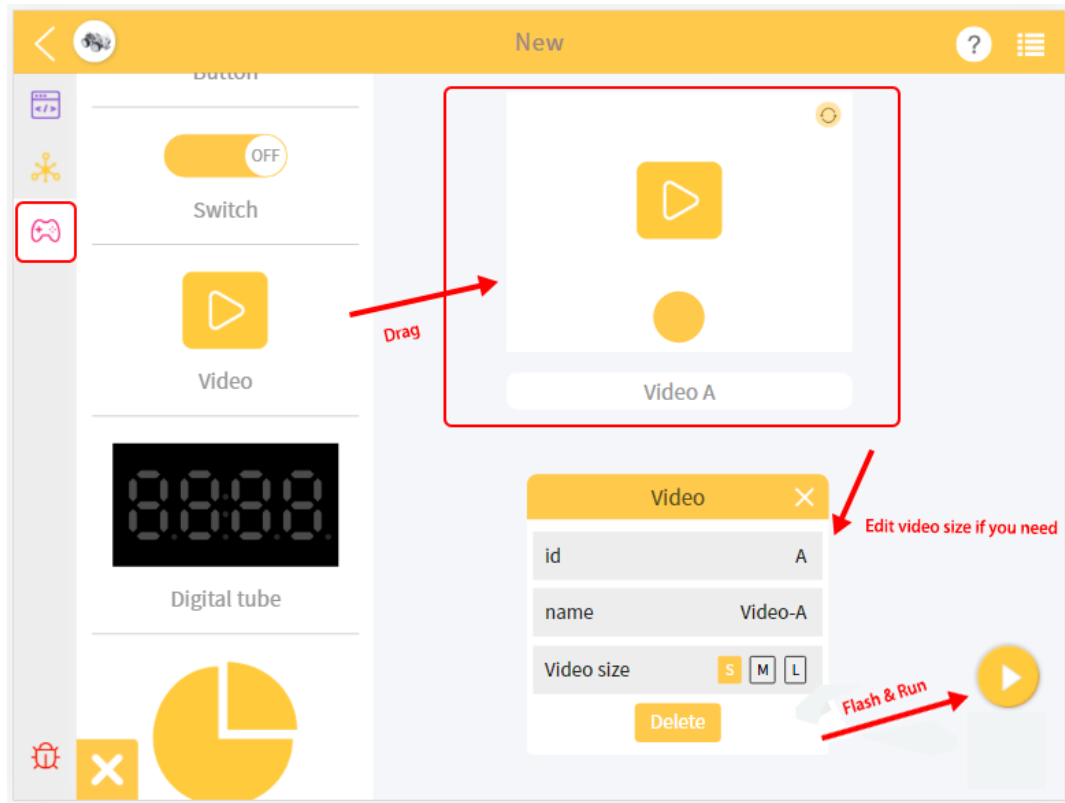 New
?
Button
OFF
Switch
Video
Digital tube
Drag
Video A
Video
id A
name Video-A
Video size S M L
Delete
Edit video size if you need
Flash & Run